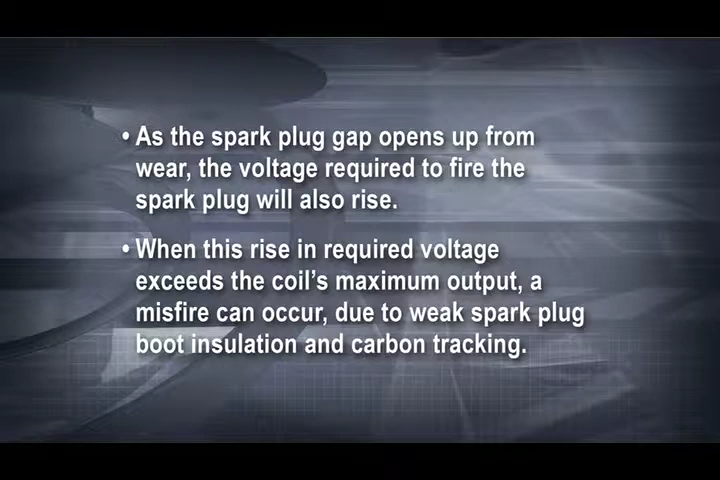 • As the spark plug gap opens up from
wear, the voltage required to fire the
spark plug will also rise.
• When this rise in required voltage
exceeds the coil's maximum output, a
misfire can occur, due to weak spark plug
boot insulation and carbon tracking.